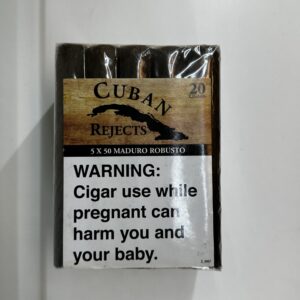 CUBAN
20
REJECTS
5 X 50 MADURO ROBUSTO
WARNING:
Cigar use while
pregnant can
harm you and
your baby.